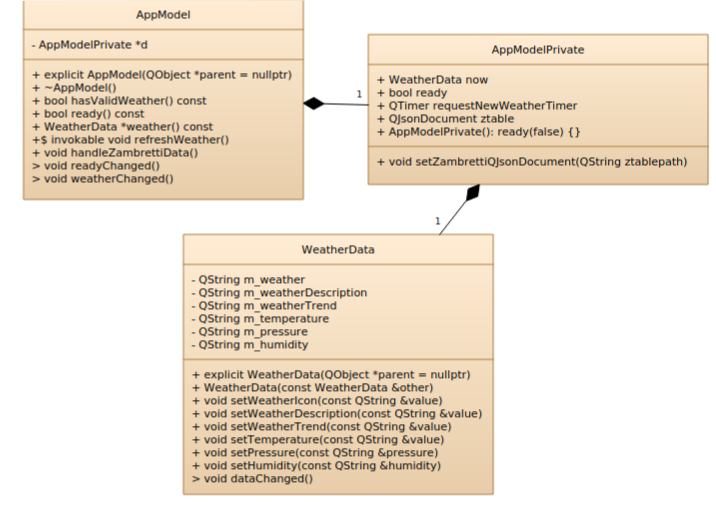 AppModel
- AppModelPrivate *d
+ explicit AppModel(QObject *parent = nullptr)
+ ~AppModel()
+ bool hasValidWeather() const
+ bool ready() const
+ WeatherData *weather() const
+$ invokable void refreshWeather()
+ void handleZambrettiData()
> void readyChanged()
> void weatherChanged()
1
AppModelPrivate
+ WeatherData now
+ bool ready
+ QTimer requestNewWeatherTimer
+ QJsonDocument ztable
+ AppModelPrivate(): ready(false) {}
+ void setZambrettiQJsonDocument(QString ztablepath)
1
WeatherData
- QString m_weather
- QString m_weatherDescription
- QString m_weatherTrend
- QString m_temperature
- QString m_pressure
- QString m_humidity
+ explicit WeatherData(QObject *parent = nullptr)
+ WeatherData(const WeatherData &other)
+ void setWeatherIcon(const QString &value)
+ void setWeatherDescription(const QString &value)
+ void setWeatherTrend(const QString &value)
+ void setTemperature(const QString &value)
+ void setPressure(const QString &pressure)
+ void setHumidity(const QString &humidity)
> void dataChanged()